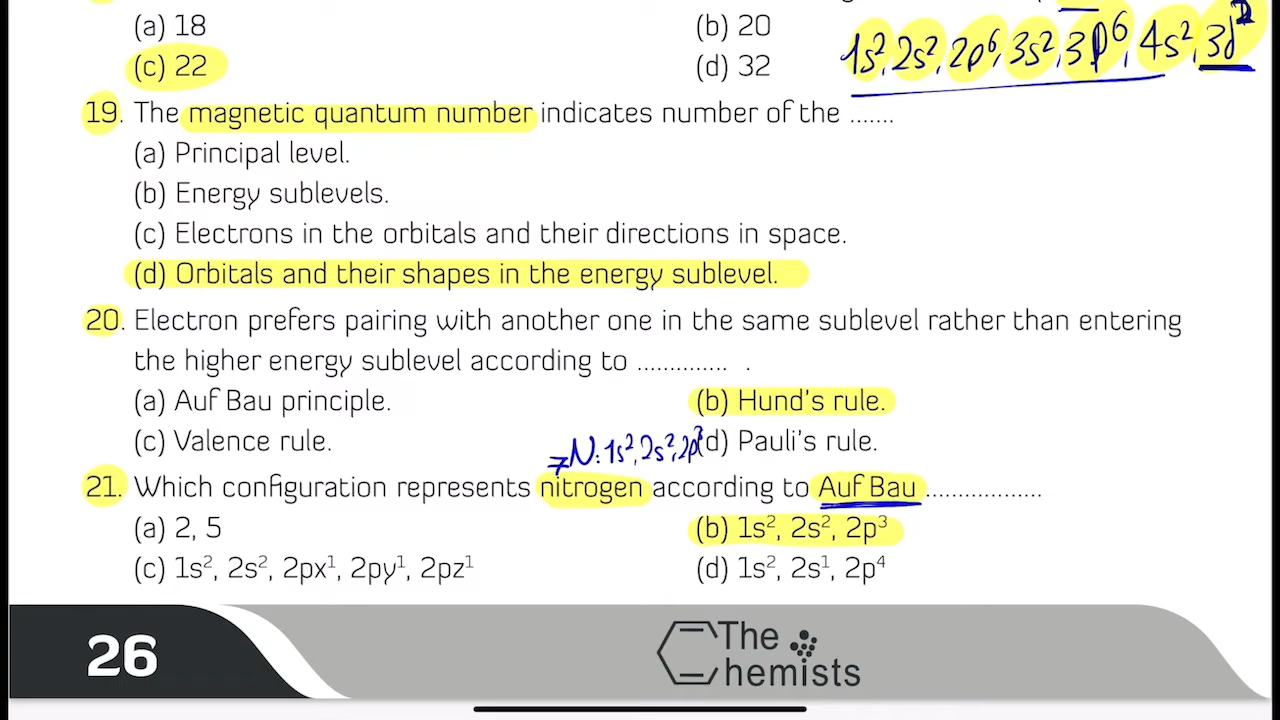 (a) 18
(b) 20
1s², 2s², 2p⁶, 3s², 3p⁶, 4s², 3d²
(c) 22
(d) 32
19. The magnetic quantum number indicates number of the .......
(a) Principal level.
(b) Energy sublevels.
(c) Electrons in the orbitals and their directions in space.
(d) Orbitals and their shapes in the energy sublevel.
20. Electron prefers pairing with another one in the same sublevel rather than entering
the higher energy sublevel according to .............. .
(a) Auf Bau principle.
(b) Hund's rule.
(c) Valence rule.
₇N: 1s², 2s², 2p³
(d) Pauli's rule.
21. Which configuration represents nitrogen according to Auf Bau ..................
(a) 2, 5
(b) 1s², 2s², 2p³
(c) 1s², 2s², 2px¹, 2py¹, 2pz¹
(d) 1s², 2s¹, 2p⁴
26
The
Chemists